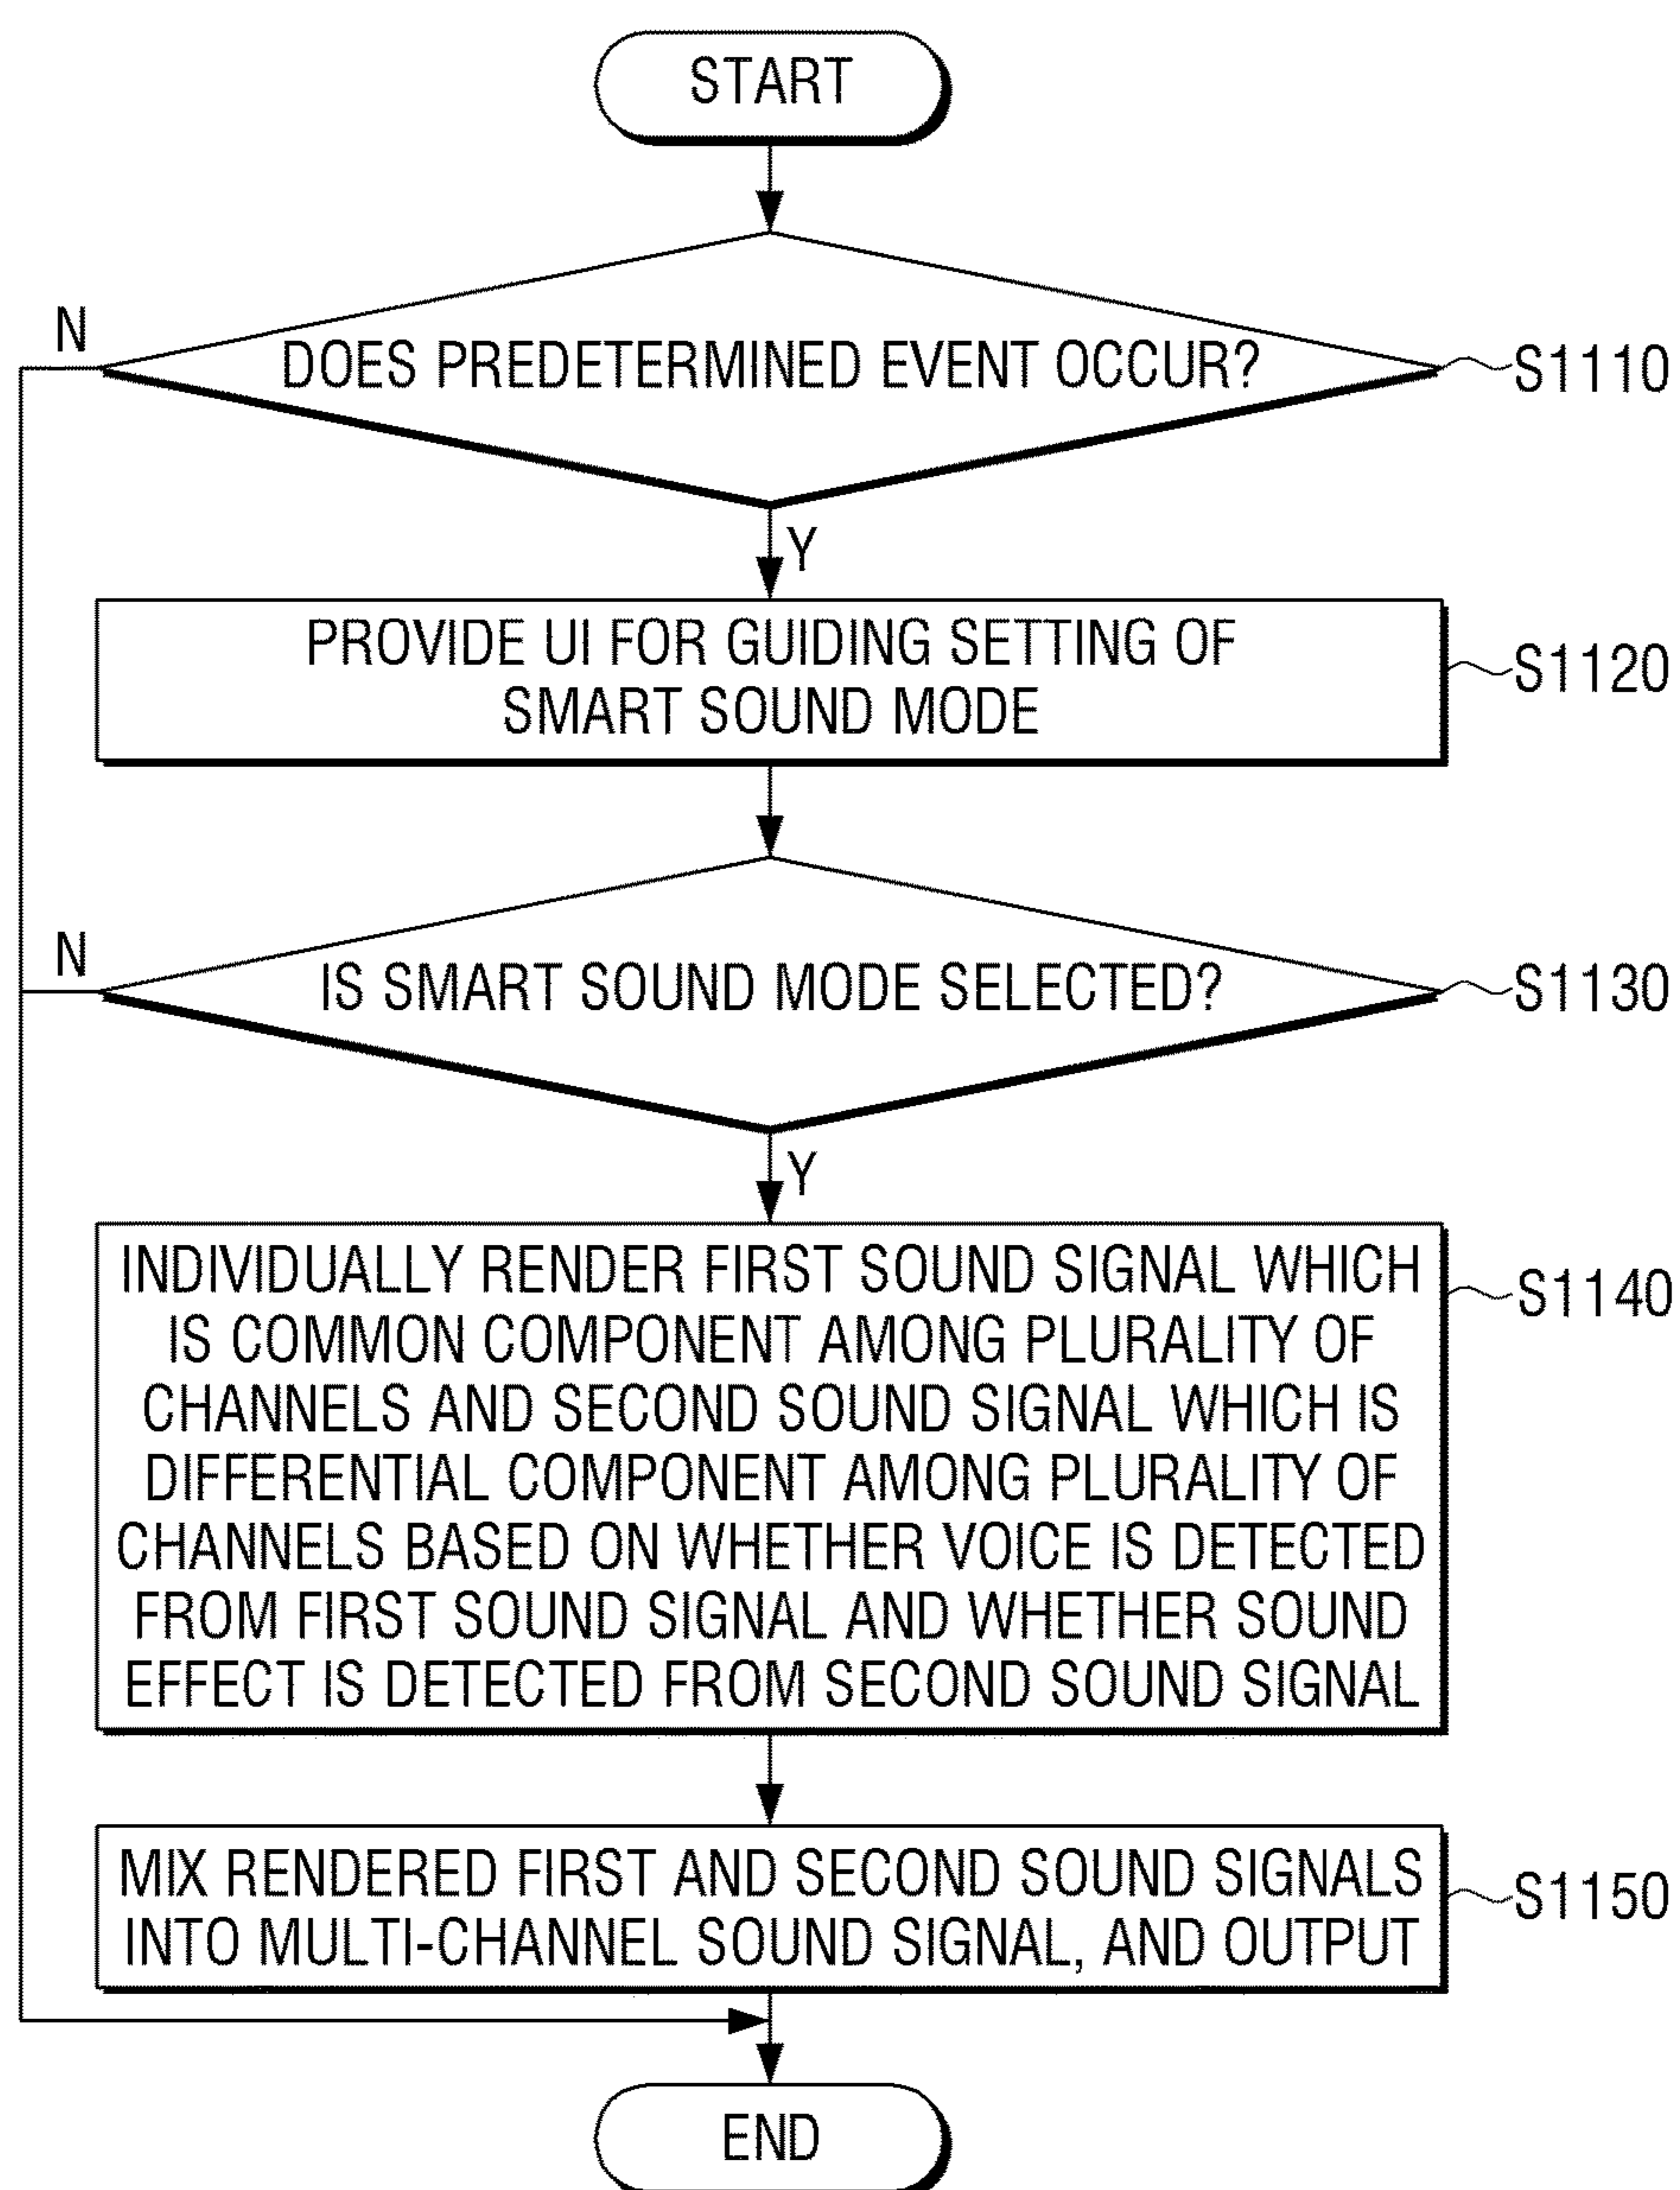 START
N
DOES PREDETERMINED EVENT OCCUR?
S1110
Y
PROVIDE UI FOR GUIDING SETTING OF
SMART SOUND MODE
S1120
N
IS SMART SOUND MODE SELECTED?
S1130
Y
INDIVIDUALLY RENDER FIRST SOUND SIGNAL WHICH
IS COMMON COMPONENT AMONG PLURALITY OF
CHANNELS AND SECOND SOUND SIGNAL WHICH IS
DIFFERENTIAL COMPONENT AMONG PLURALITY OF
CHANNELS BASED ON WHETHER VOICE IS DETECTED
FROM FIRST SOUND SIGNAL AND WHETHER SOUND
EFFECT IS DETECTED FROM SECOND SOUND SIGNAL
S1140
MIX RENDERED FIRST AND SECOND SOUND SIGNALS
INTO MULTI-CHANNEL SOUND SIGNAL, AND OUTPUT
S1150
END